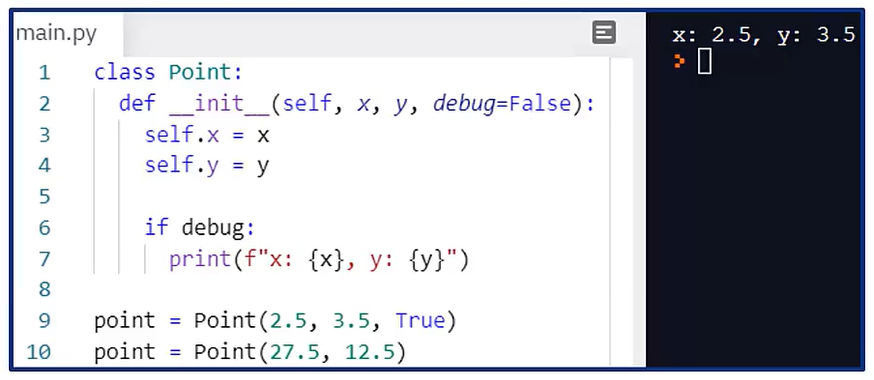 main.py
1 class Point:
2 def __init__(self, x, y, debug=False):
3 self.x = x
4 self.y = y
5
6 if debug:
7 print(f"x: {x}, y: {y}")
8
9 point = Point(2.5, 3.5, True)
10 point = Point(27.5, 12.5)
x: 2.5, y: 3.5